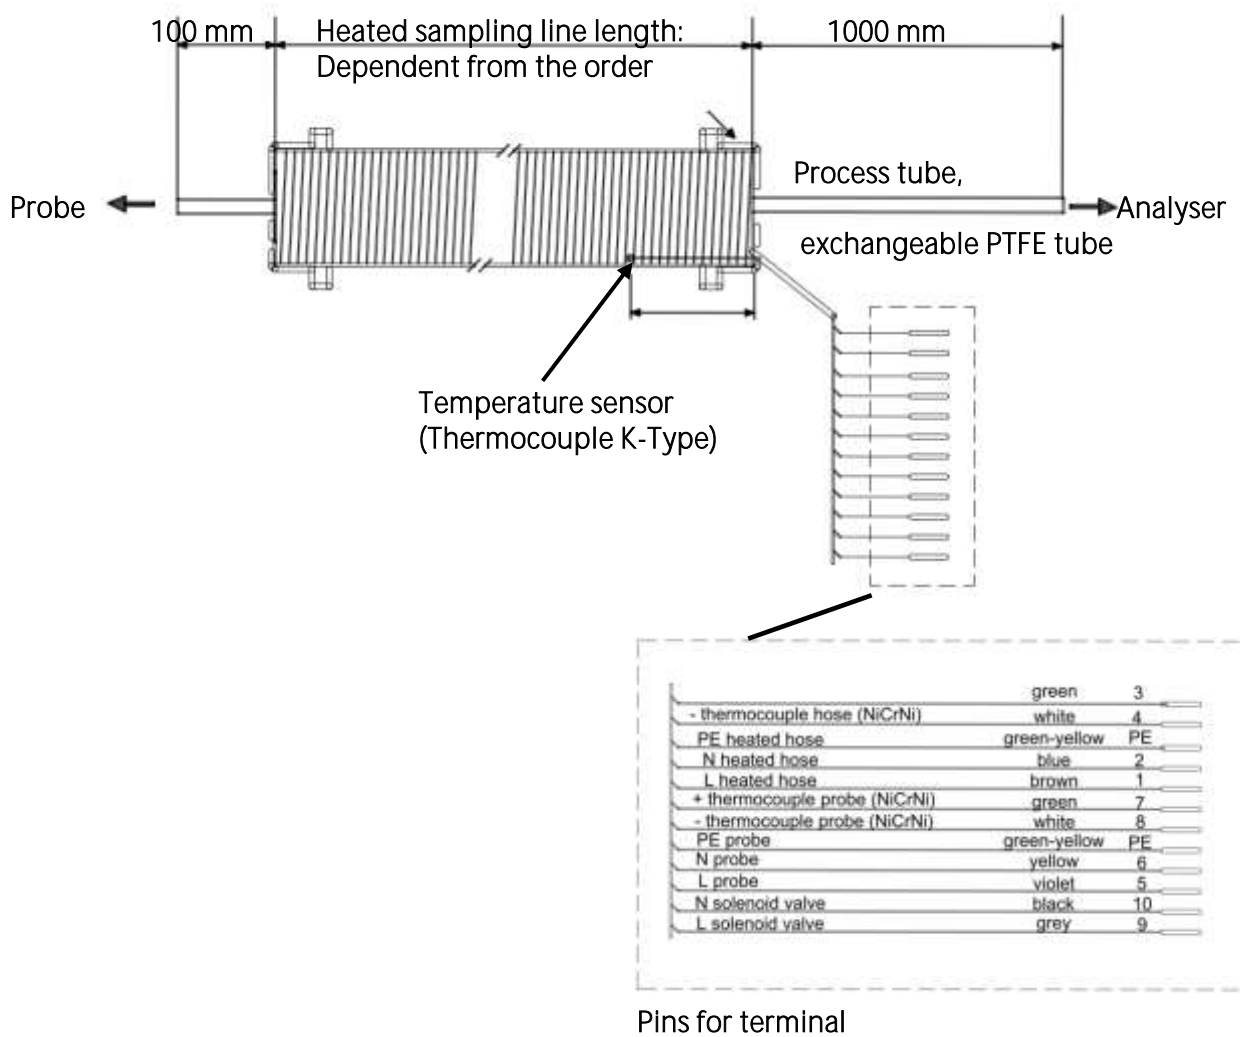 100 mm
Heated sampling line length:
Dependent from the order
1000 mm
Process tube,
Probe
Analyser
exchangeable PTFE tube
Temperature sensor
(Thermocouple K-Type)
green 3
- thermocouple hose (NiCrNi) white 4
PE heated hose green-yellow PE
N heated hose blue 2
L heated hose brown 1
+ thermocouple probe (NiCrNi) green 7
- thermocouple probe (NiCrNi) white 8
PE probe green-yellow PE
N probe yellow 6
L probe violet 5
N solenoid valve black 10
L solenoid valve grey 9
Pins for terminal